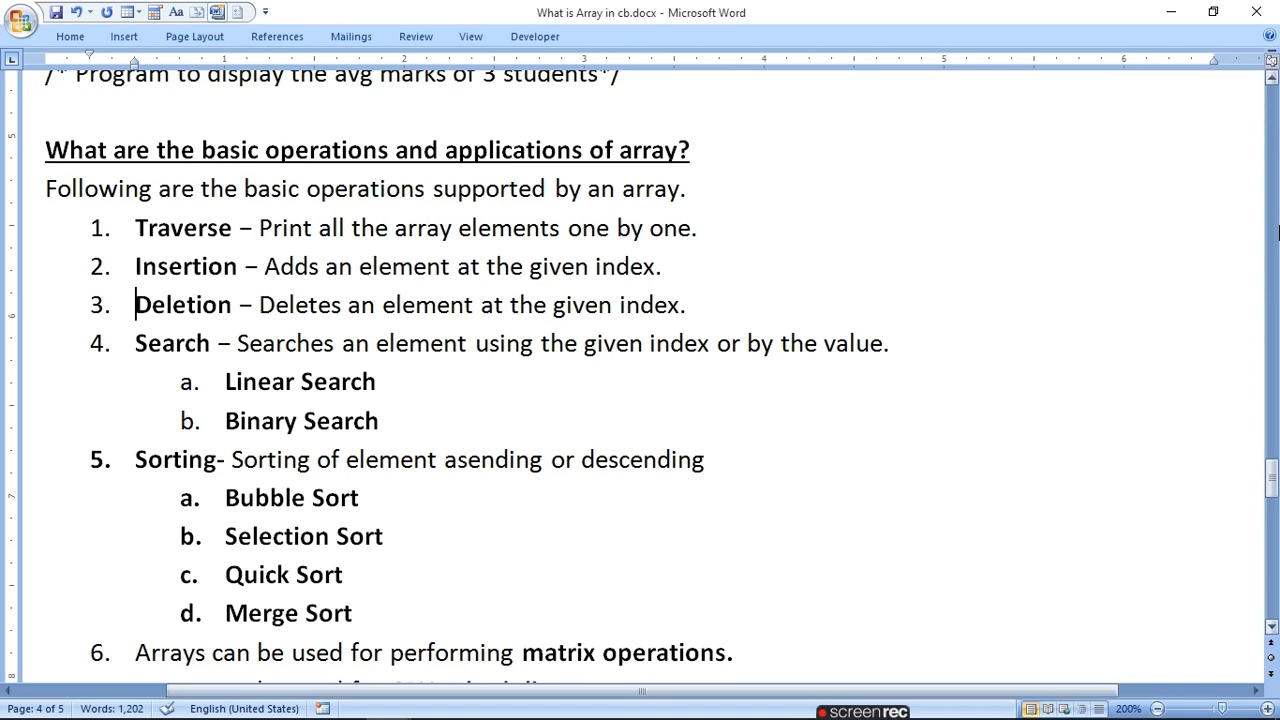 What is Array in cb.docx - Microsoft Word
Home Insert Page Layout References Mailings Review View Developer
1 2 3 4 5 6
/* Program to display the avg marks of 3 students*/
What are the basic operations and applications of array?
Following are the basic operations supported by an array.
1. Traverse − Print all the array elements one by one.
2. Insertion − Adds an element at the given index.
3. Deletion − Deletes an element at the given index.
4. Search − Searches an element using the given index or by the value.
a. Linear Search
b. Binary Search
5. Sorting- Sorting of element asending or descending
a. Bubble Sort
b. Selection Sort
c. Quick Sort
d. Merge Sort
6. Arrays can be used for performing matrix operations.
Page: 4 of 5 Words: 1,202 English (United States) screenrec 200%